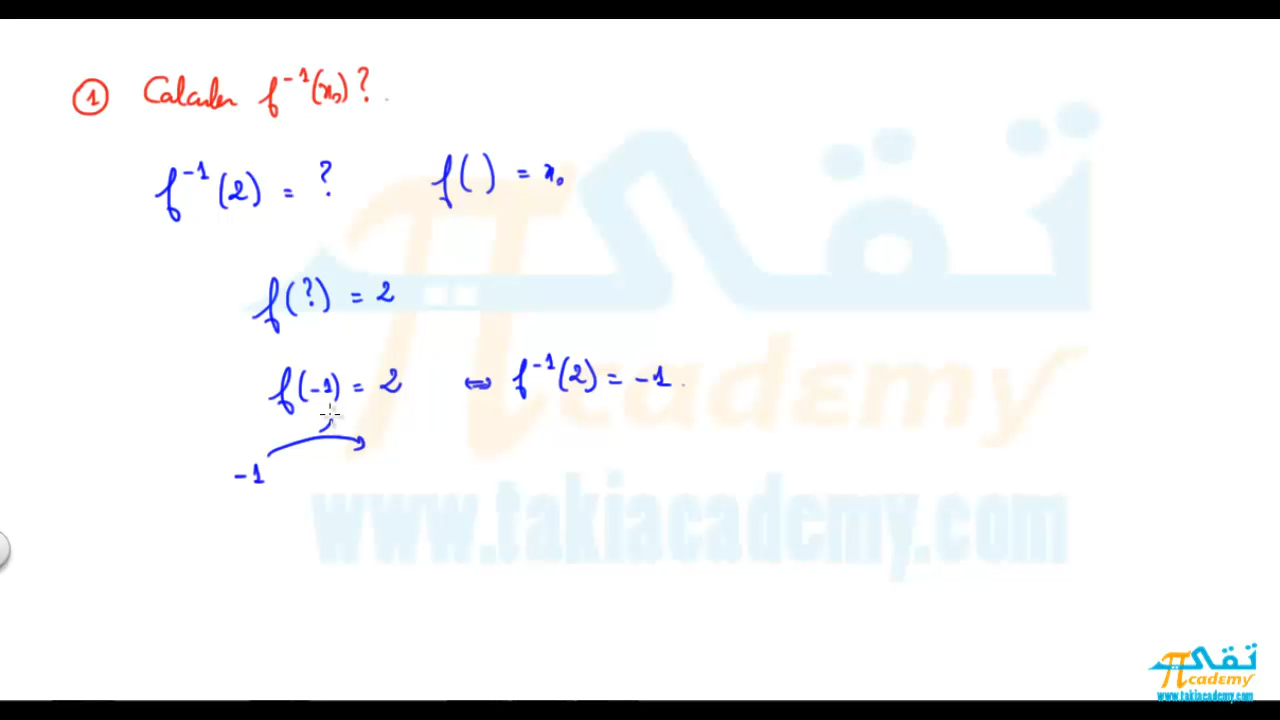 ① Calculer f⁻¹(x₀) ?
f⁻¹(2) = ? f( ) = x₀
f(?) = 2
f(-1) = 2 ⇔ f⁻¹(2) = -1
f
-1
تقي
πcademy
www.takiacademy.com
تقي
πcademy
www.takiacademy.com